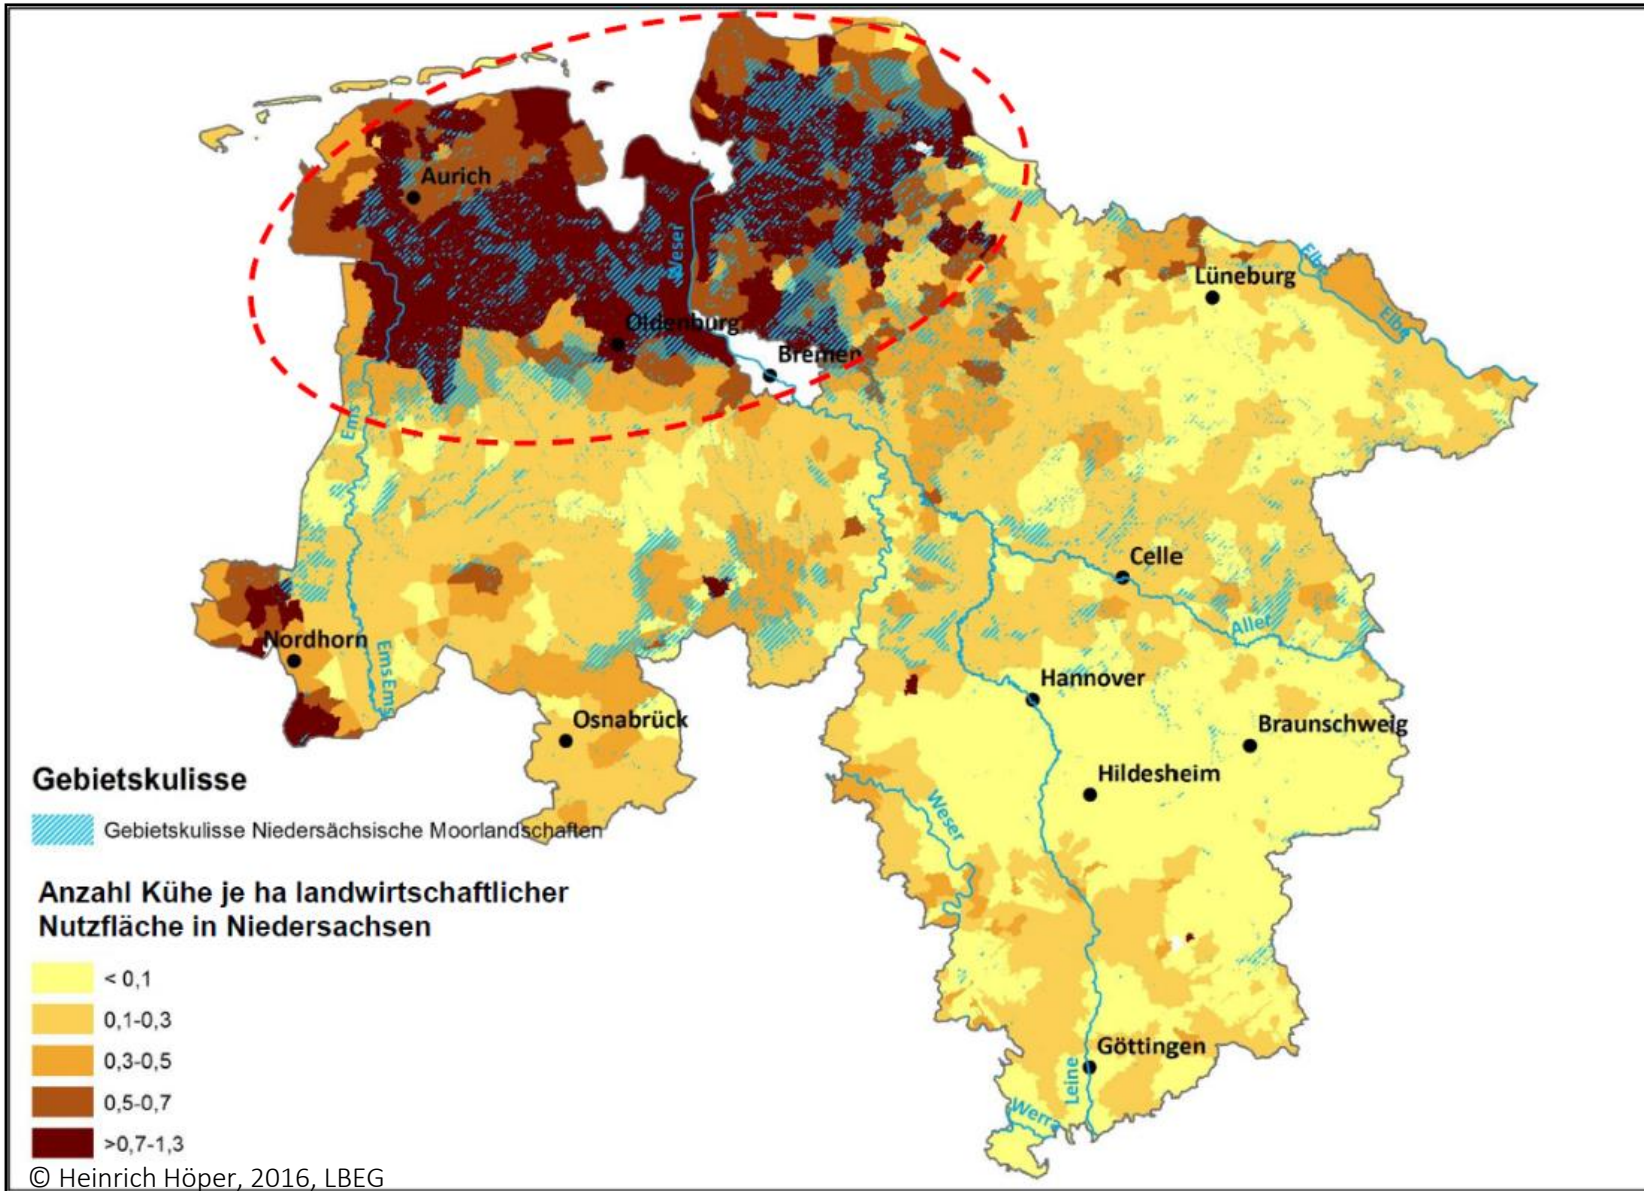 Aurich
Weser
Elbe
Lüneburg
Elbe
Oldenburg
Bremen
Ems
Celle
Aller
Nordhorn
EmsEms
Hannover
Osnabrück
Braunschweig
Hildesheim
Gebietskulisse
Gebietskulisse Niedersächsische Moorlandschaften
Weser
Anzahl Kühe je ha landwirtschaftlicher
Nutzfläche in Niedersachsen
< 0,1
0,1-0,3
0,3-0,5
0,5-0,7
>0,7-1,3
Göttingen
Leine
Werra
© Heinrich Höper, 2016, LBEG